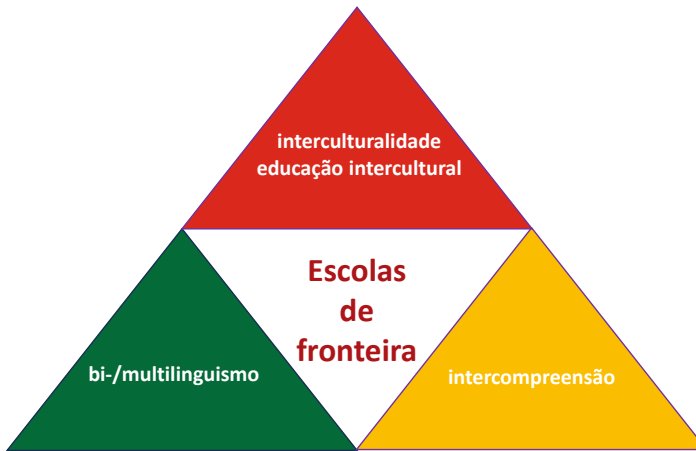 interculturalidade
educação intercultural
Escolas
de
fronteira
bi-/multilinguismo
intercompreensão